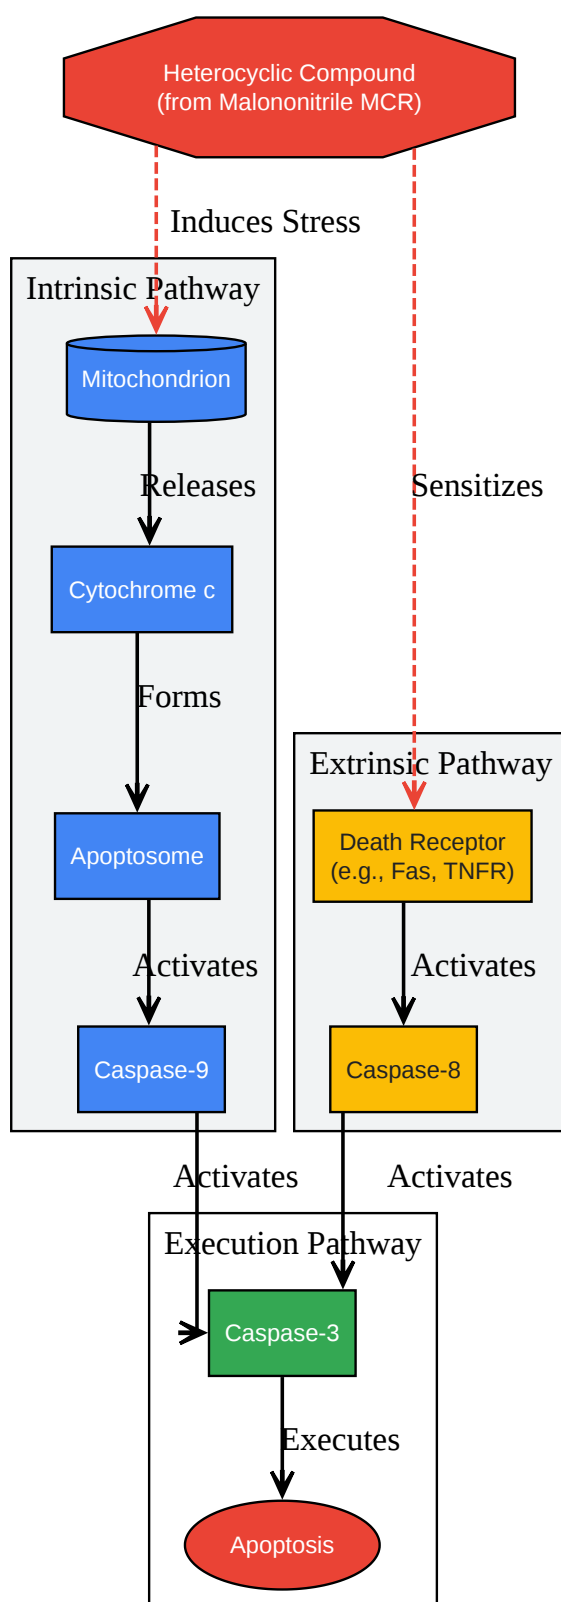 Heterocyclic Compound
(from Malononitrile MCR)
Induces Stress
Intrinsic Pathway
Mitochondrion
Releases
Sensitizes
Cytochrome c
Forms
Extrinsic Pathway
Apoptosome
Death Receptor
(e.g., Fas, TNFR)
Activates
Activates
Caspase-9
Caspase-8
Activates
Activates
Execution Pathway
Caspase-3
Executes
Apoptosis